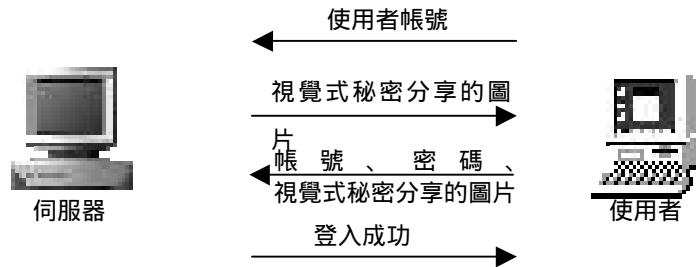 使用者帳號
視覺式秘密分享的圖
片
帳號、密碼、
視覺式秘密分享的圖片
伺服器
使用者
登入成功